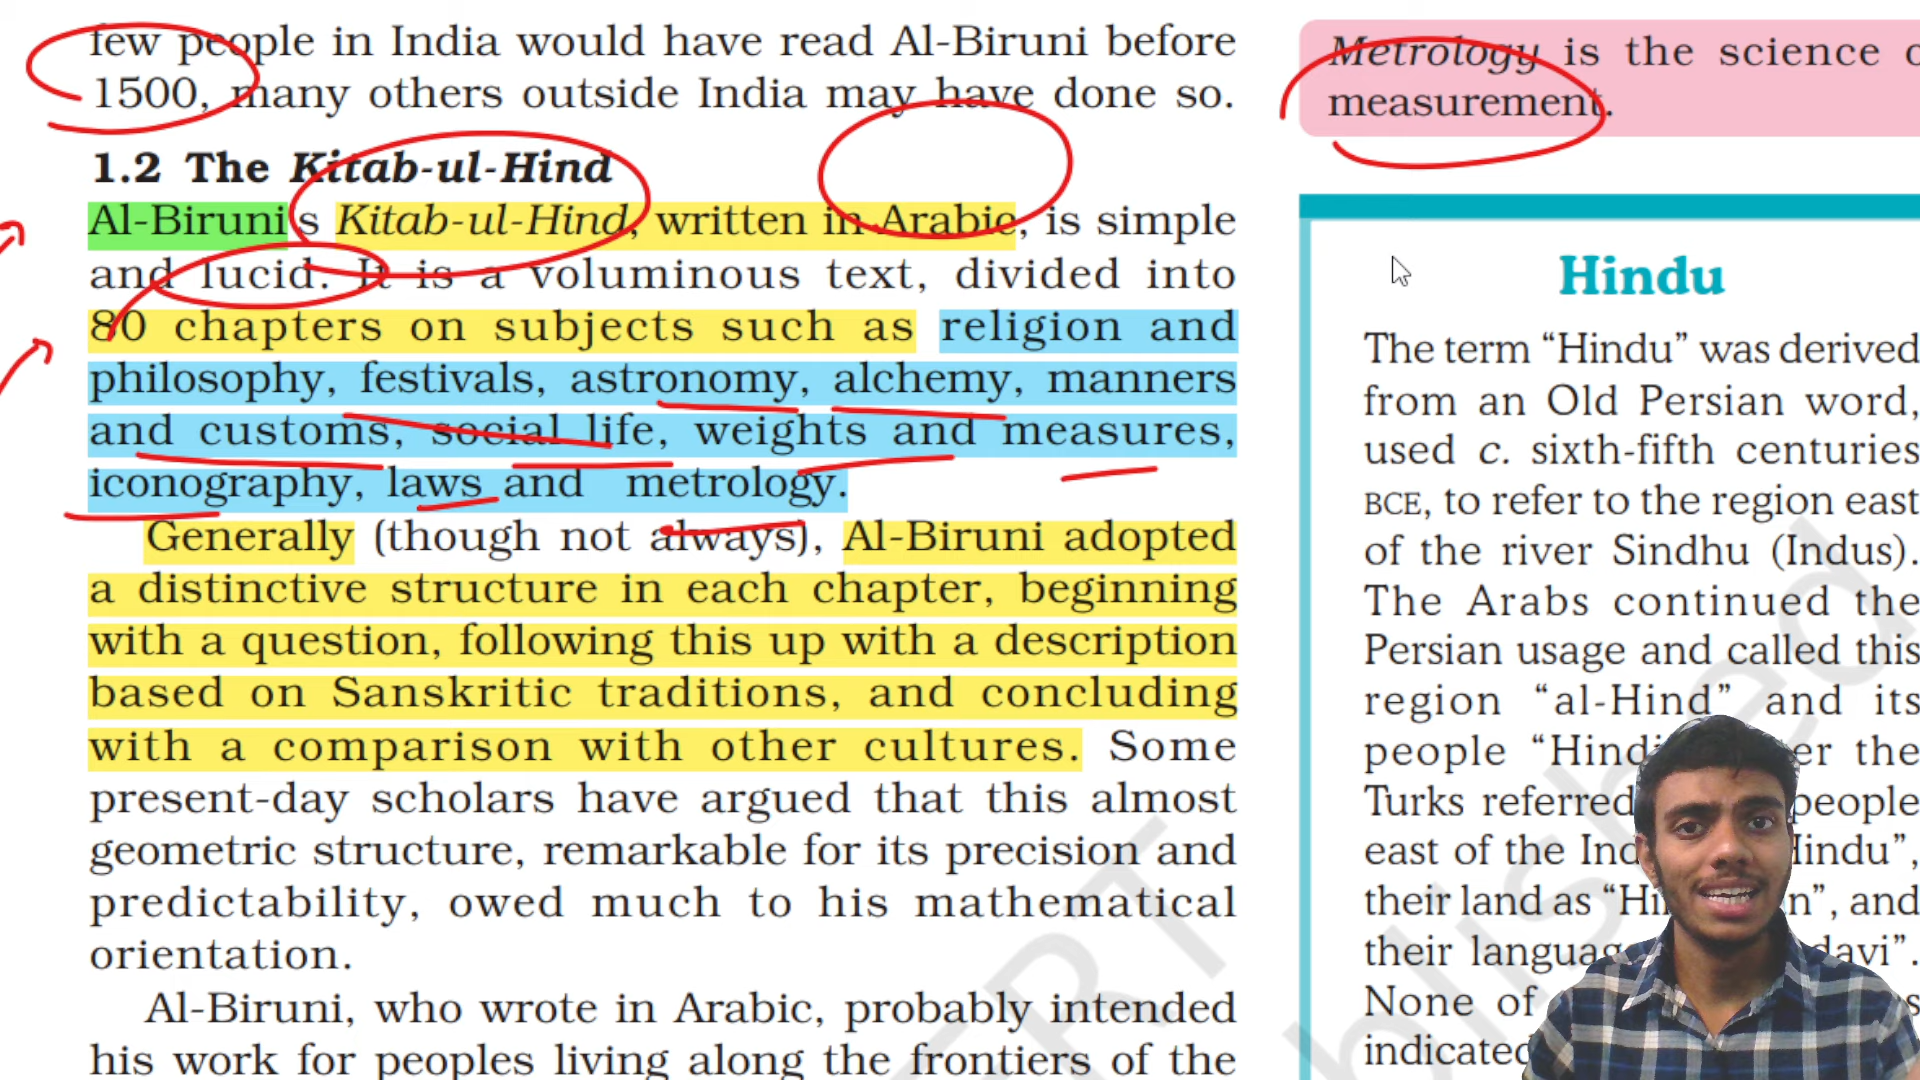 few people in India would have read Al-Biruni before
1500, many others outside India may have done so.
1.2 The Kitab-ul-Hind
Al-Biruni s Kitab-ul-Hind, written in Arabic, is simple
and lucid. It is a voluminous text, divided into
80 chapters on subjects such as religion and
philosophy, festivals, astronomy, alchemy, manners
and customs, social life, weights and measures,
iconography, laws and metrology.
Generally (though not always), Al-Biruni adopted
a distinctive structure in each chapter, beginning
with a question, following this up with a description
based on Sanskritic traditions, and concluding
with a comparison with other cultures. Some
present-day scholars have argued that this almost
geometric structure, remarkable for its precision and
predictability, owed much to his mathematical
orientation.
Al-Biruni, who wrote in Arabic, probably intended
his work for peoples living along the frontiers of the
Metrology is the science
measurement.
Hindu
The term “Hindu” was derived
from an Old Persian word,
used c. sixth-fifth centuries
BCE, to refer to the region east
of the river Sindhu (Indus).
The Arabs continued the
Persian usage and called this
region “al-Hind” and its
people the
Turks referred people
east of the
their land as and
their
None of
indicated